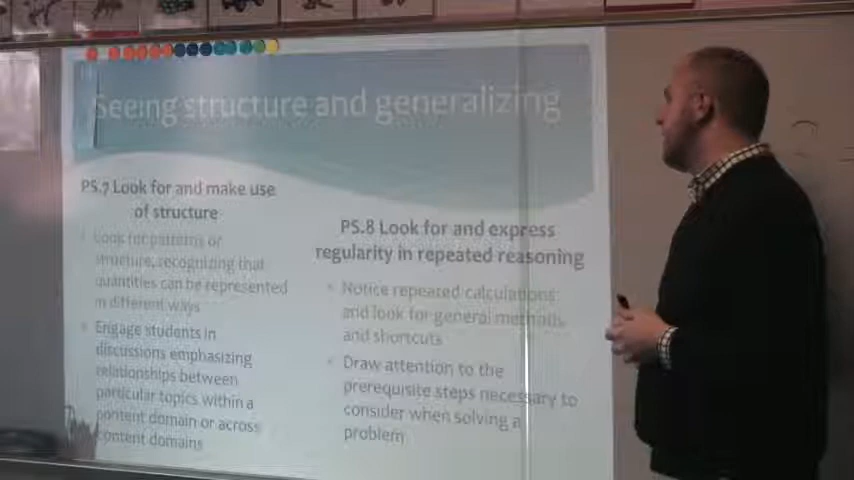 Seeing structure and generalizing
PS.7 Look for and make use
of structure
Look for patterns or
structure, recognizing that
quantities can be represented
in different ways
Engage students in
discussions emphasizing
relationships between
particular topics within a
content domain or across
content domains
PS.8 Look for and express
regularity in repeated reasoning
Notice repeated calculations
and look for general methods
and shortcuts
Draw attention to the
prerequisite steps necessary to
consider when solving a
problem